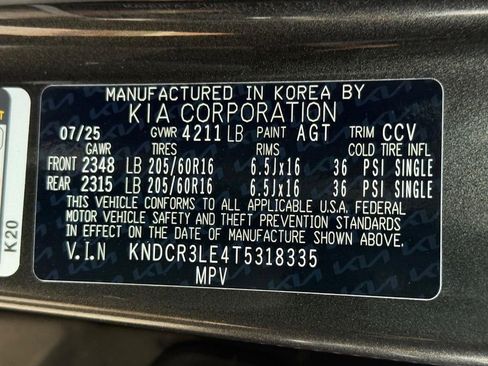 MANUFACTURED IN KOREA BY
KIA CORPORATION
07/25 GVWR 4211 LB PAINT AGT TRIM CCV
GAWR TIRES RIMS COLD TIRE INFL
FRONT 2348 LB 205/60R16 6.5Jx16 36 PSI SINGLE
REAR 2315 LB 205/60R16 6.5Jx16 36 PSI SINGLE
THIS VEHICLE CONFORMS TO ALL APPLICABLE U.S.A. FEDERAL
MOTOR VEHICLE SAFETY AND THEFT PREVENTION STANDARDS
IN EFFECT ON THE DATE OF MANUFACTURE SHOWN ABOVE.
V.I.N KNDCR3LE4T5318335
MPV
K20